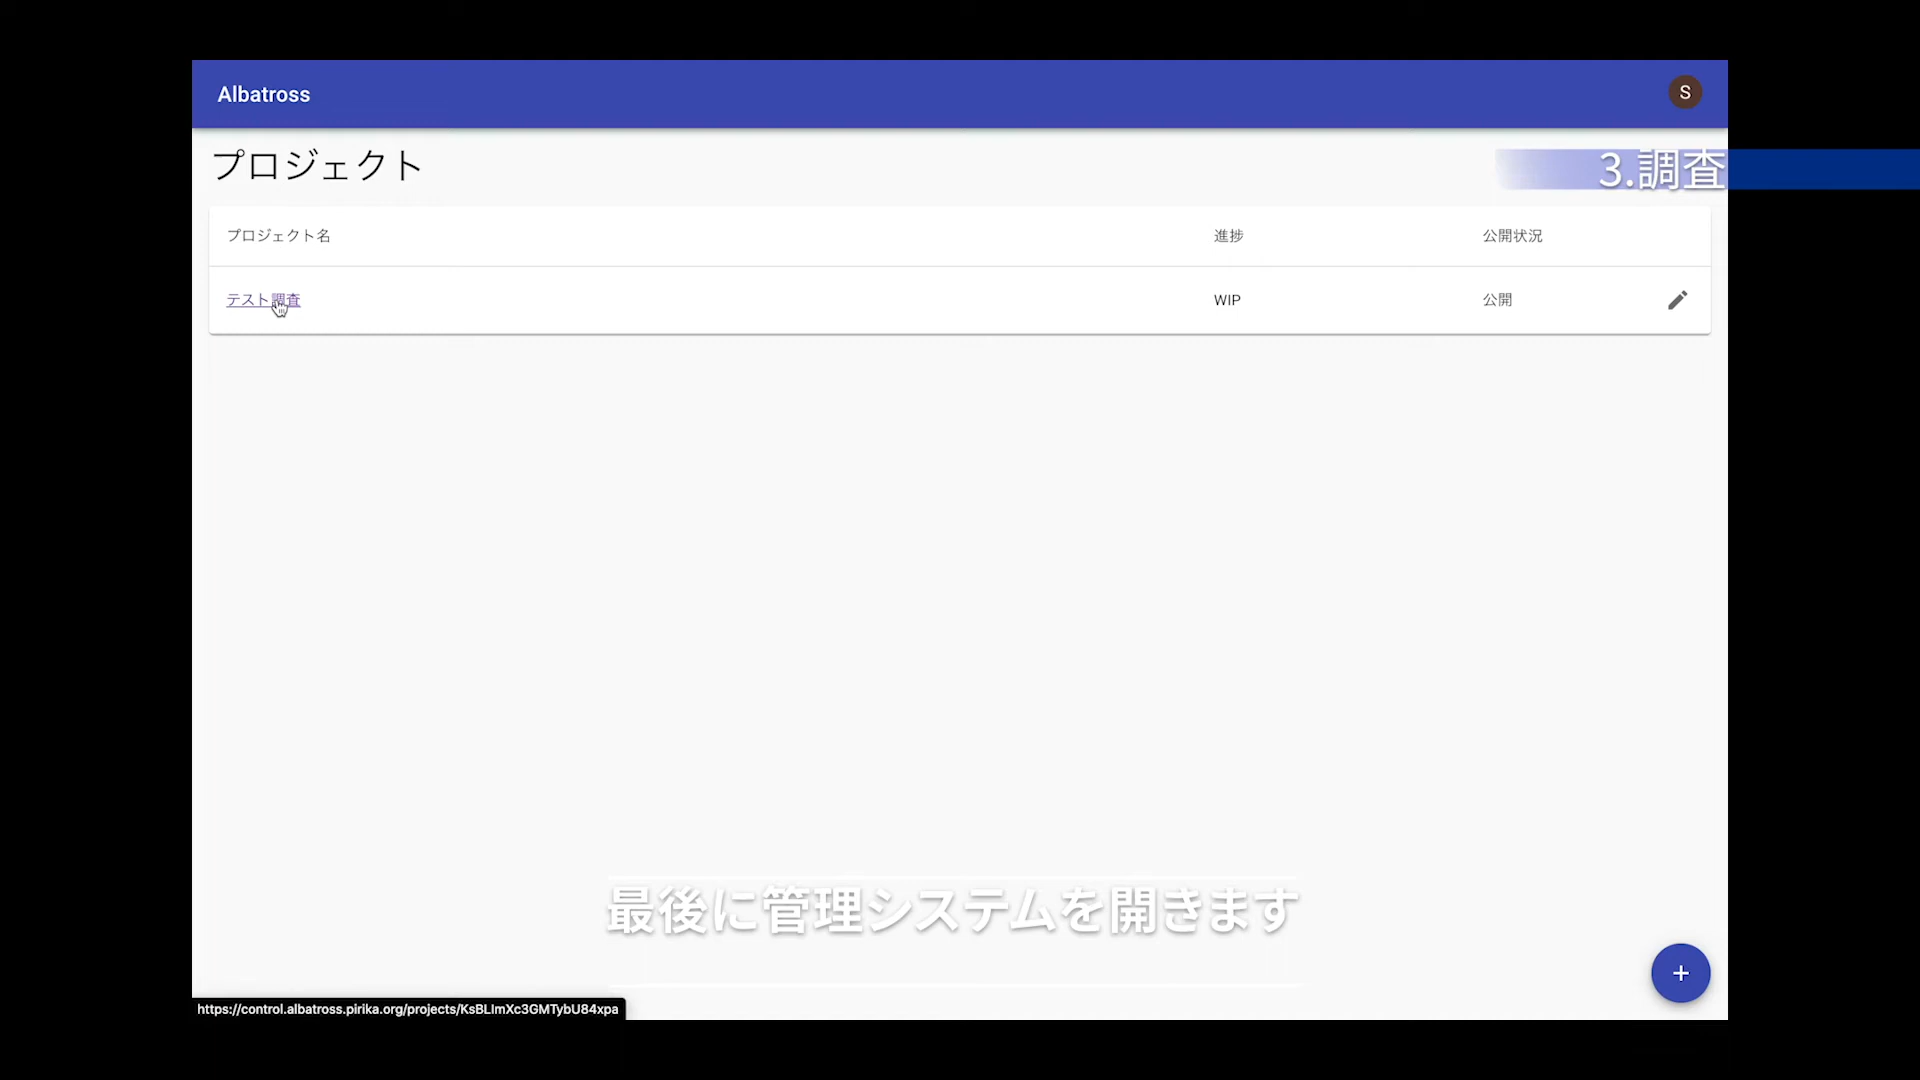 Albatross
S
プロジェクト
3.調査
プロジェクト名 進捗 公開状況
テスト調査 WIP 公開
最後に管理システムを開きます
+
https://control.albatross.pirika.org/projects/KsBLImXc3GMTybU84xpa